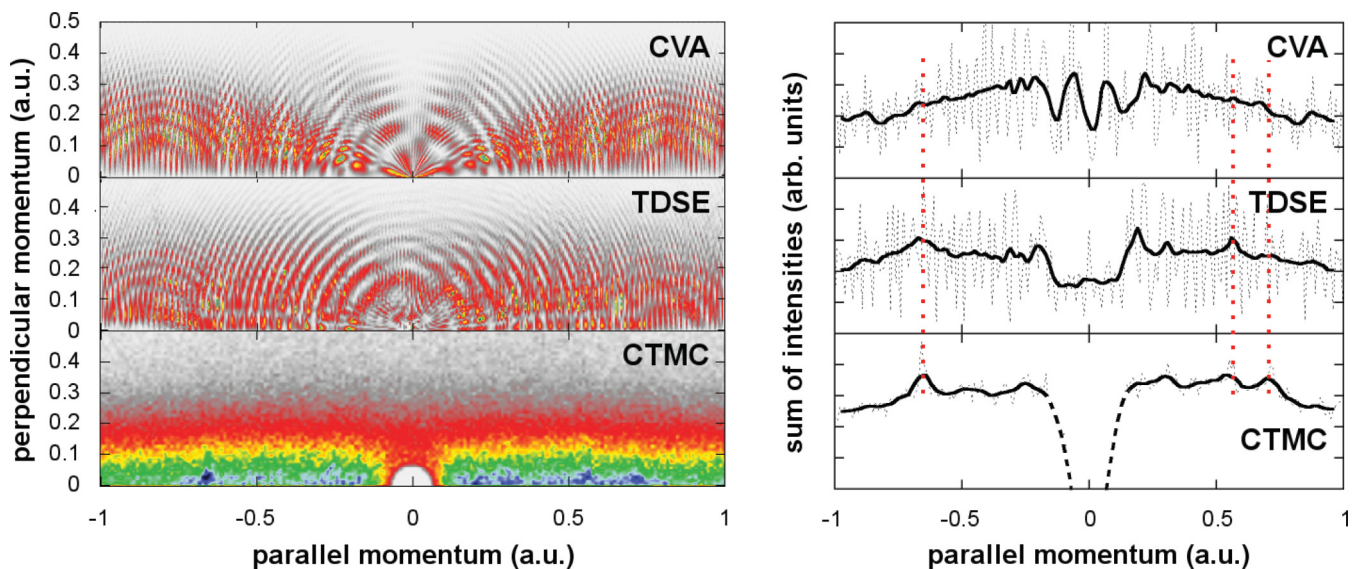 perpendicular momentum (a.u.)
0.5
0.4
0.3
0.2
0.1
0
CVA
0.4
0.3
0.2
0.1
0
TDSE
0.4
0.3
0.2
0.1
0
CTMC
-1
-0.5
0
0.5
1
parallel momentum (a.u.)
sum of intensities (arb. units)
CVA
TDSE
CTMC
-1
-0.5
0
0.5
1
parallel momentum (a.u.)